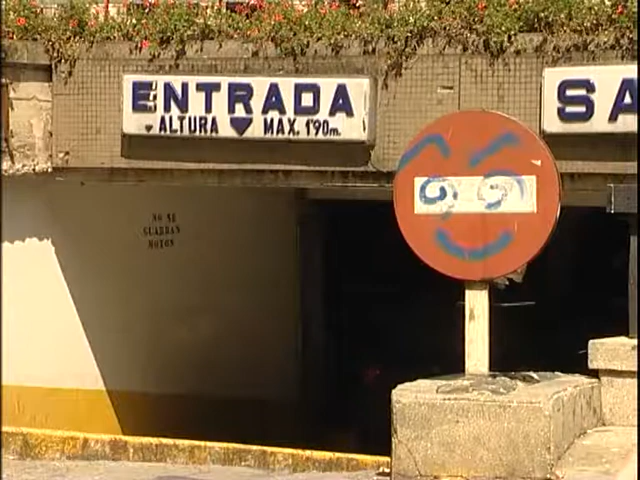 ENTRADA
SA
ALTURA MAX. 1'90m.
NO SE
GUARDAN
MOTOS